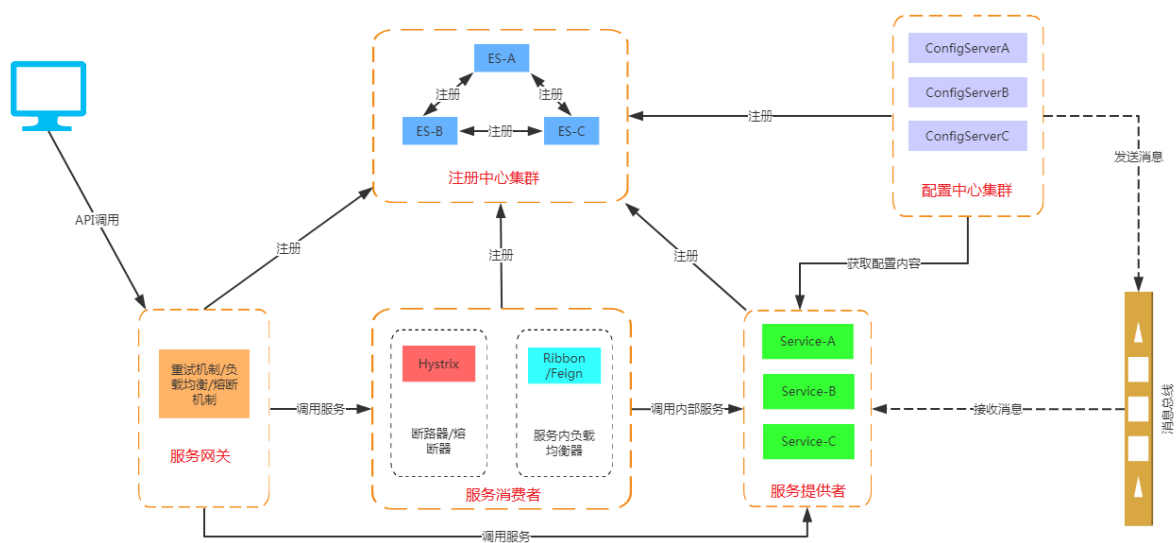 ES-A
注册
注册
ES-B
注册
ES-C
注册中心集群
注册
ConfigServerA
ConfigServerB
ConfigServerC
配置中心集群
发送消息
API调用
注册
注册
注册
获取配置内容
重试机制/负
载均衡/熔断
机制
服务网关
调用服务
Hystrix
断路器/熔
断器
Ribbon
/Feign
服务内负载
均衡器
服务消费者
调用内部服务
Service-A
Service-B
Service-C
服务提供者
接收消息
消息总线
调用服务